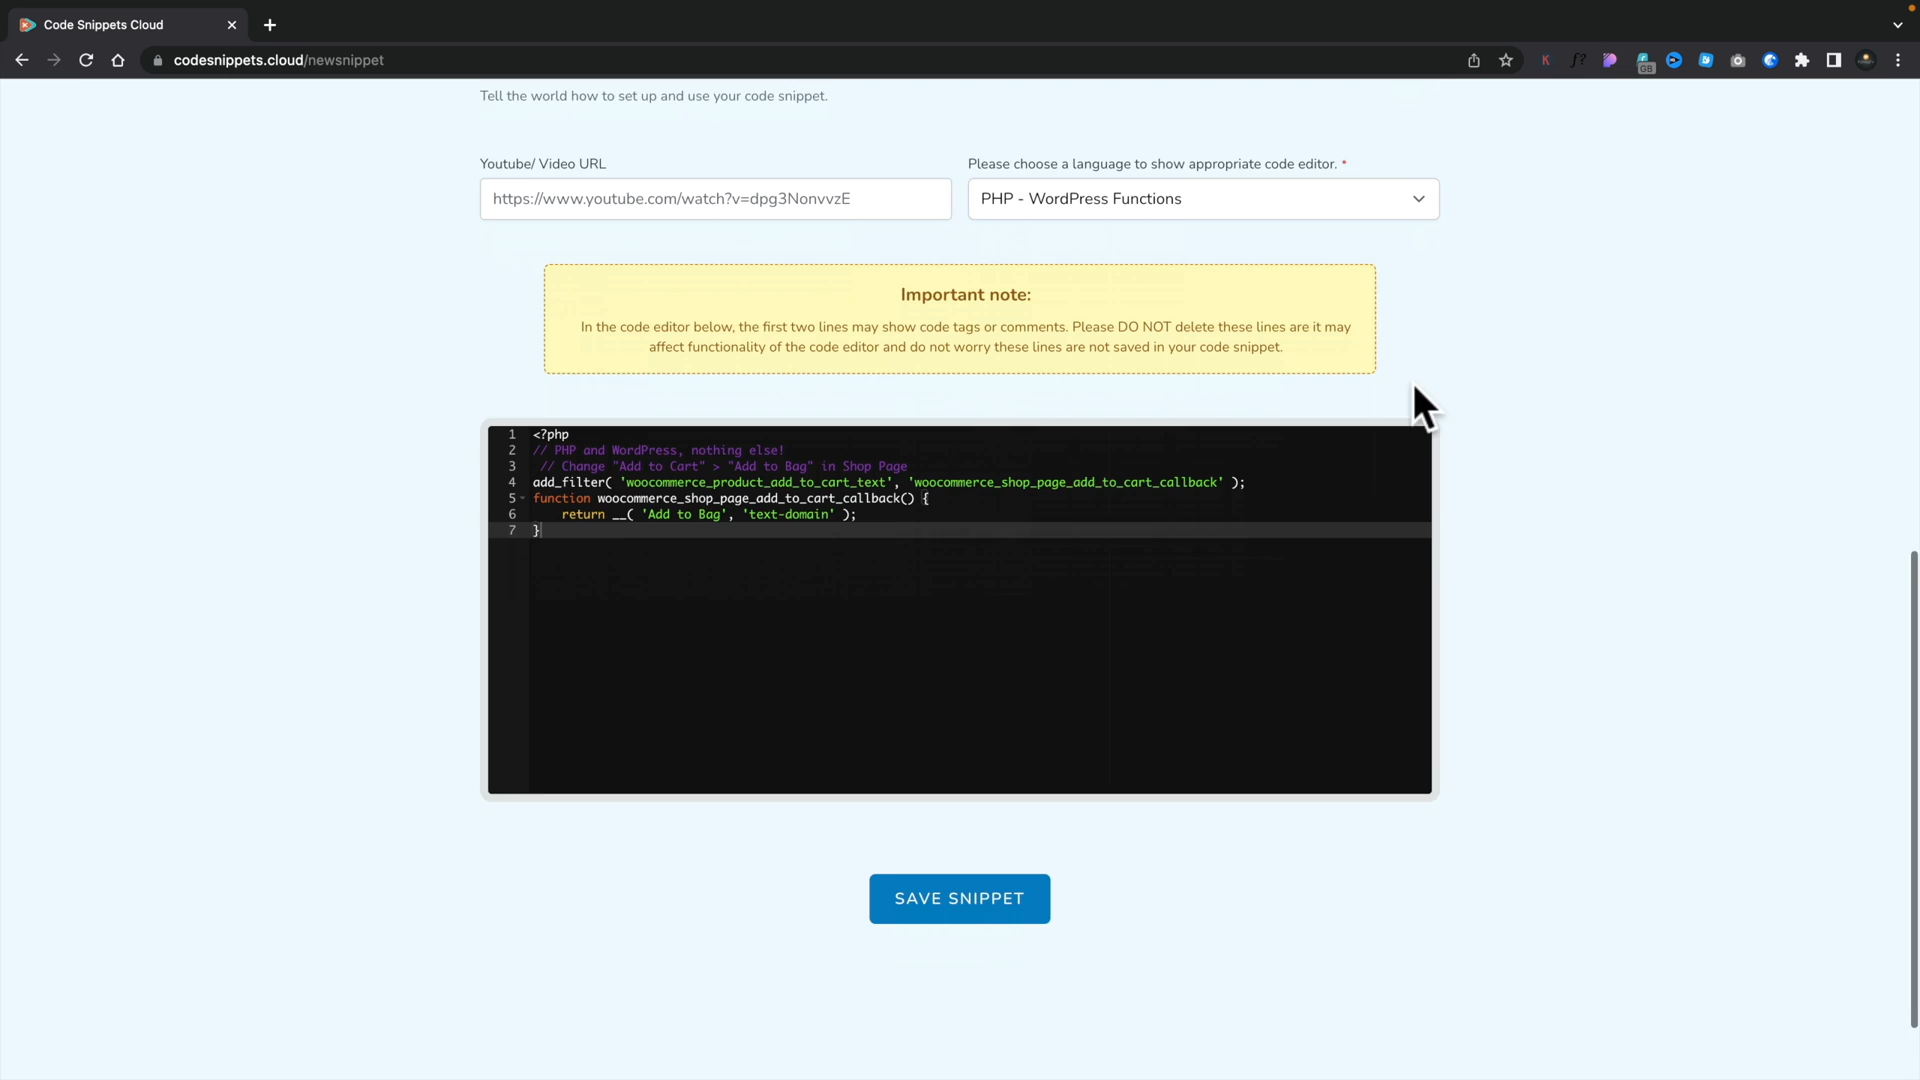 Code Snippets Cloud
codesnippets.cloud/newsnippet
GB
Tell the world how to set up and use your code snippet.
Youtube/ Video URL
Please choose a language to show appropriate code editor. *
https://www.youtube.com/watch?v=dpg3NonvvzE
PHP - WordPress Functions
Important note:
In the code editor below, the first two lines may show code tags or comments. Please DO NOT delete these lines are it may
affect functionality of the code editor and do not worry these lines are not saved in your code snippet.
1 <?php
2 // PHP and WordPress, nothing else!
3 // Change "Add to Cart" > "Add to Bag" in Shop Page
4 add_filter( 'woocommerce_product_add_to_cart_text', 'woocommerce_shop_page_add_to_cart_callback' );
5 function woocommerce_shop_page_add_to_cart_callback() {
6 return __( 'Add to Bag', 'text-domain' );
7 }
SAVE SNIPPET